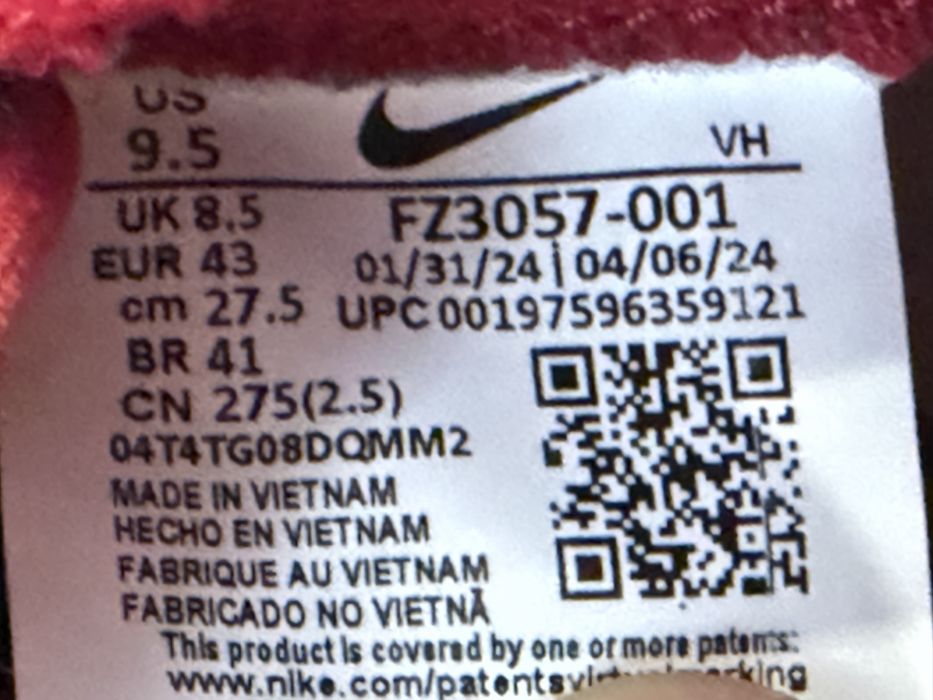 US
9.5
VH
UK 8.5 FZ3057-001
EUR 43 01/31/24 | 04/06/24
cm 27.5 UPC 00197596359121
BR 41
CN 275(2.5)
04T4TG08DQMM2
MADE IN VIETNAM
HECHO EN VIETNAM
FABRIQUE AU VIETNAM
FABRICADO NO VIETNÃ
This product is covered by one or more patents: